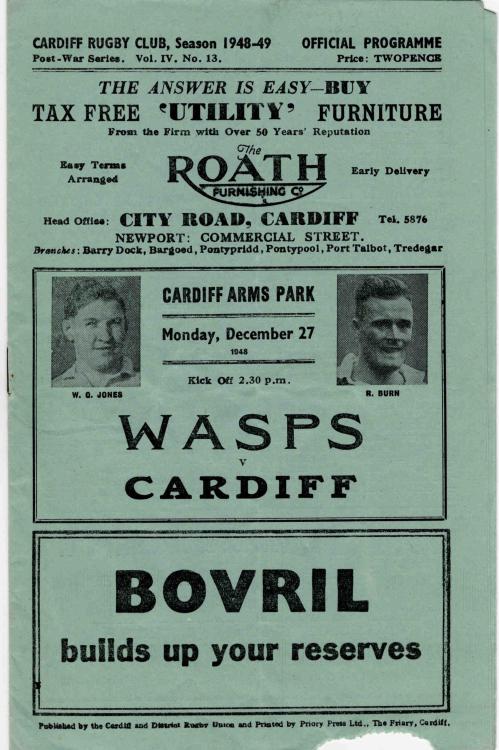 CARDIFF RUGBY CLUB, Season 1948-49 OFFICIAL PROGRAMME
Post-War Series. Vol. IV. No. 13. Price: TWOPENCE
THE ANSWER IS EASY—BUY
TAX FREE 'UTILITY' FURNITURE
From the Firm with Over 50 Years' Reputation
Easy Terms Arranged
The
ROATH
FURNISHING Co
Early Delivery
Head Office: CITY ROAD, CARDIFF Tel. 5876
NEWPORT: COMMERCIAL STREET.
Branches: Barry Dock, Bargoed, Pontypridd, Pontypool, Port Talbot, Tredegar
CARDIFF ARMS PARK
Monday, December 27
1948
Kick Off 2.30 p.m.
W. G. JONES
R. BURN
WASPS
v
CARDIFF
BOVRIL
builds up your reserves
Published by the Cardiff and District Rugby Union and Printed by Priory Press Ltd., The Friary, Cardiff.